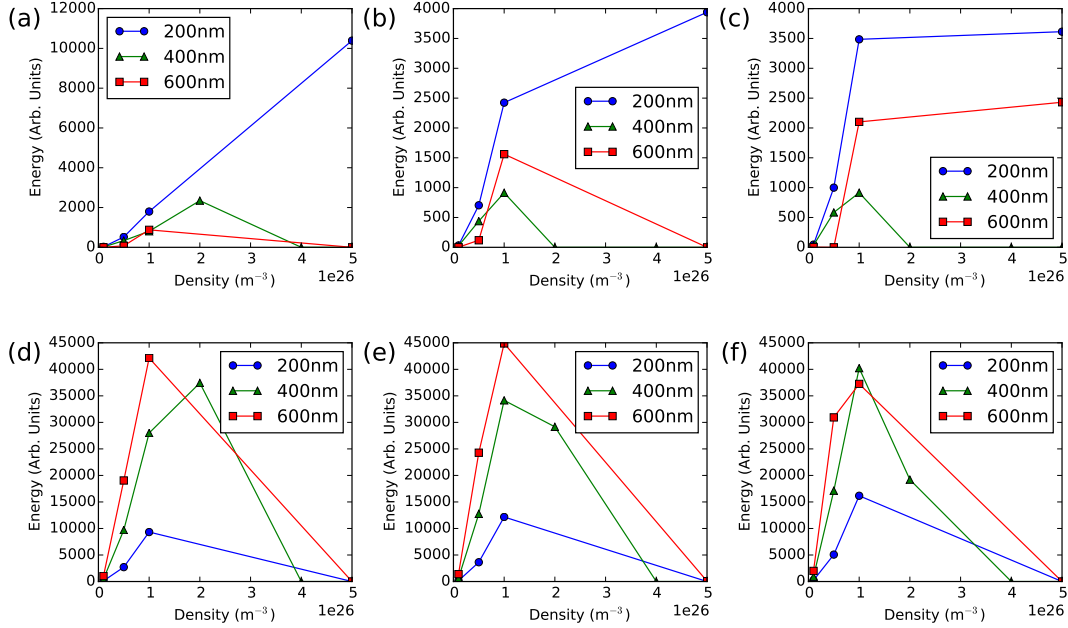 (a)
12000
10000
8000
6000
4000
2000
0
Energy (Arb. Units)
200nm
400nm
600nm
0 1 2 3 4 5
Density (m⁻³)
1e26
(b)
4000
3500
3000
2500
2000
1500
1000
500
0
Energy (Arb. Units)
200nm
400nm
600nm
0 1 2 3 4 5
Density (m⁻³)
1e26
(c)
4000
3500
3000
2500
2000
1500
1000
500
0
Energy (Arb. Units)
200nm
400nm
600nm
0 1 2 3 4 5
Density (m⁻³)
1e26
(d)
45000
40000
35000
30000
25000
20000
15000
10000
5000
0
Energy (Arb. Units)
200nm
400nm
600nm
0 1 2 3 4 5
Density (m⁻³)
1e26
(e)
45000
40000
35000
30000
25000
20000
15000
10000
5000
0
Energy (Arb. Units)
200nm
400nm
600nm
0 1 2 3 4 5
Density (m⁻³)
1e26
(f)
45000
40000
35000
30000
25000
20000
15000
10000
5000
0
Energy (Arb. Units)
200nm
400nm
600nm
0 1 2 3 4 5
Density (m⁻³)
1e26